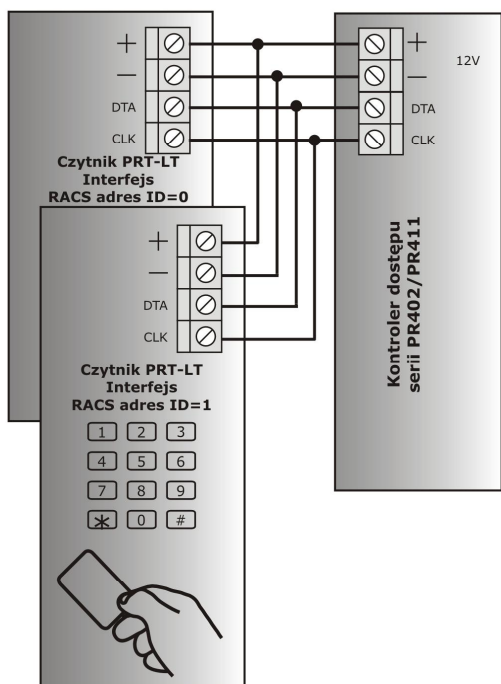 +
—
DTA
CLK
Czytnik PRT-LT
Interfejs
RACS adres ID=0
+
—
DTA
CLK
12V
Kontroler dostępu
serii PR402/PR411
+
—
DTA
CLK
Czytnik PRT-LT
Interfejs
RACS adres ID=1
1 2 3
4 5 6
7 8 9
* 0 #